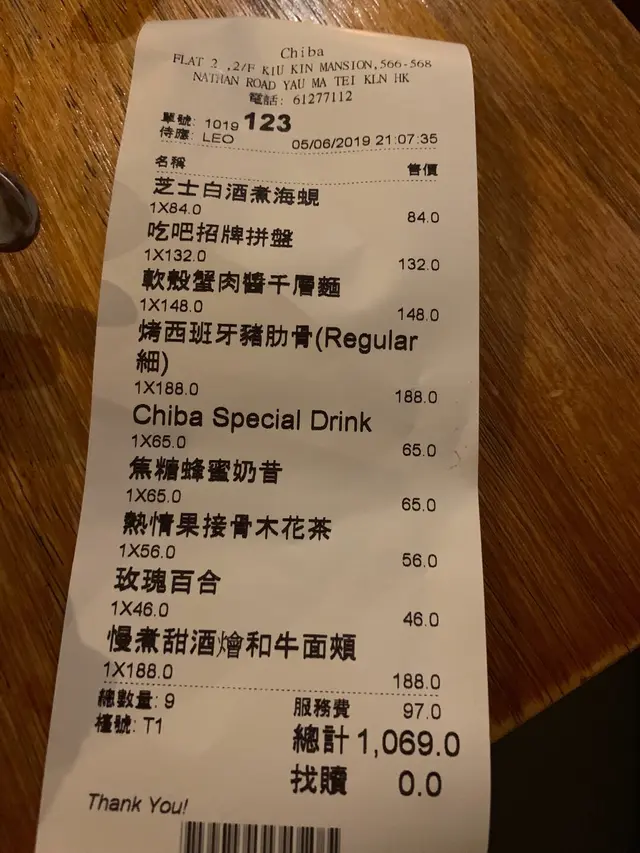 Chiba
FLAT 2 ,2/F KIU KIN MANSION,566-568
NATHAN ROAD YAU MA TEI KLN HK
電話: 61277112
單號: 1019 123
侍應: LEO 05/06/2019 21:07:35
名稱 售價
芝士白酒煮海蜆
1X84.0 84.0
吃吧招牌拼盤
1X132.0 132.0
軟殼蟹肉醬千層麵
1X148.0 148.0
烤西班牙豬肋骨(Regular
細)
1X188.0 188.0
Chiba Special Drink
1X65.0 65.0
焦糖蜂蜜奶昔
1X65.0 65.0
熱情果接骨木花茶
1X56.0 56.0
玫瑰百合
1X46.0 46.0
慢煮甜酒燴和牛面頰
1X188.0 188.0
總數量: 9 服務費 97.0
檯號: T1 總計 1,069.0
找贖 0.0
Thank You!